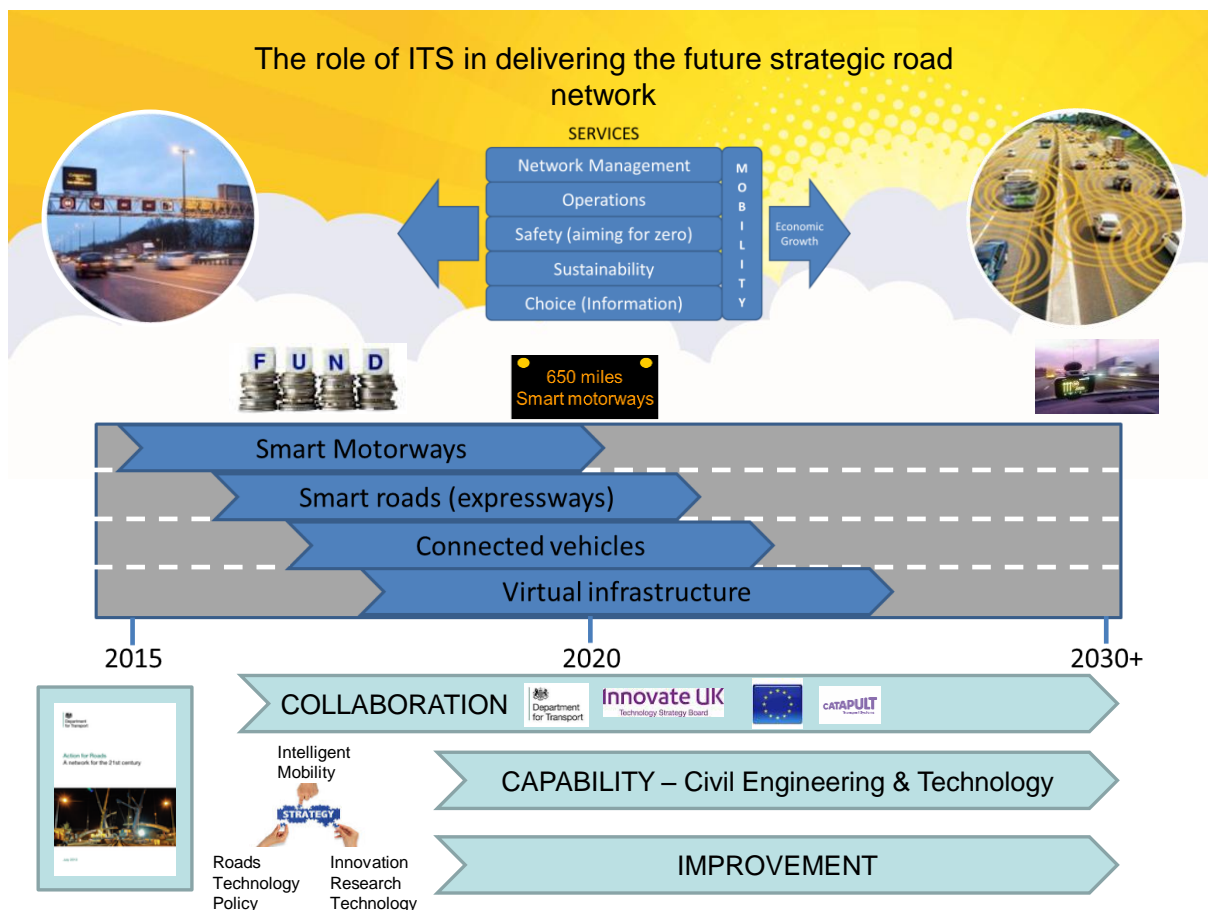 The role of ITS in delivering the future strategic road
network
SERVICES
Network Management
Operations
Safety (aiming for zero)
Sustainability
Choice (Information)
MOBILITY
Economic
Growth
FUND
650 miles
Smart motorways
Smart Motorways
Smart roads (expressways)
Connected vehicles
Virtual infrastructure
2015
2020
2030+
COLLABORATION
Department
for Transport
Innovate UK
Technology Strategy Board
CATAPULT
Department
for Transport
Action for Roads
A network for the 21st century
Intelligent
Mobility
STRATEGY
Roads
Technology
Policy
Innovation
Research
Technology
CAPABILITY – Civil Engineering & Technology
IMPROVEMENT